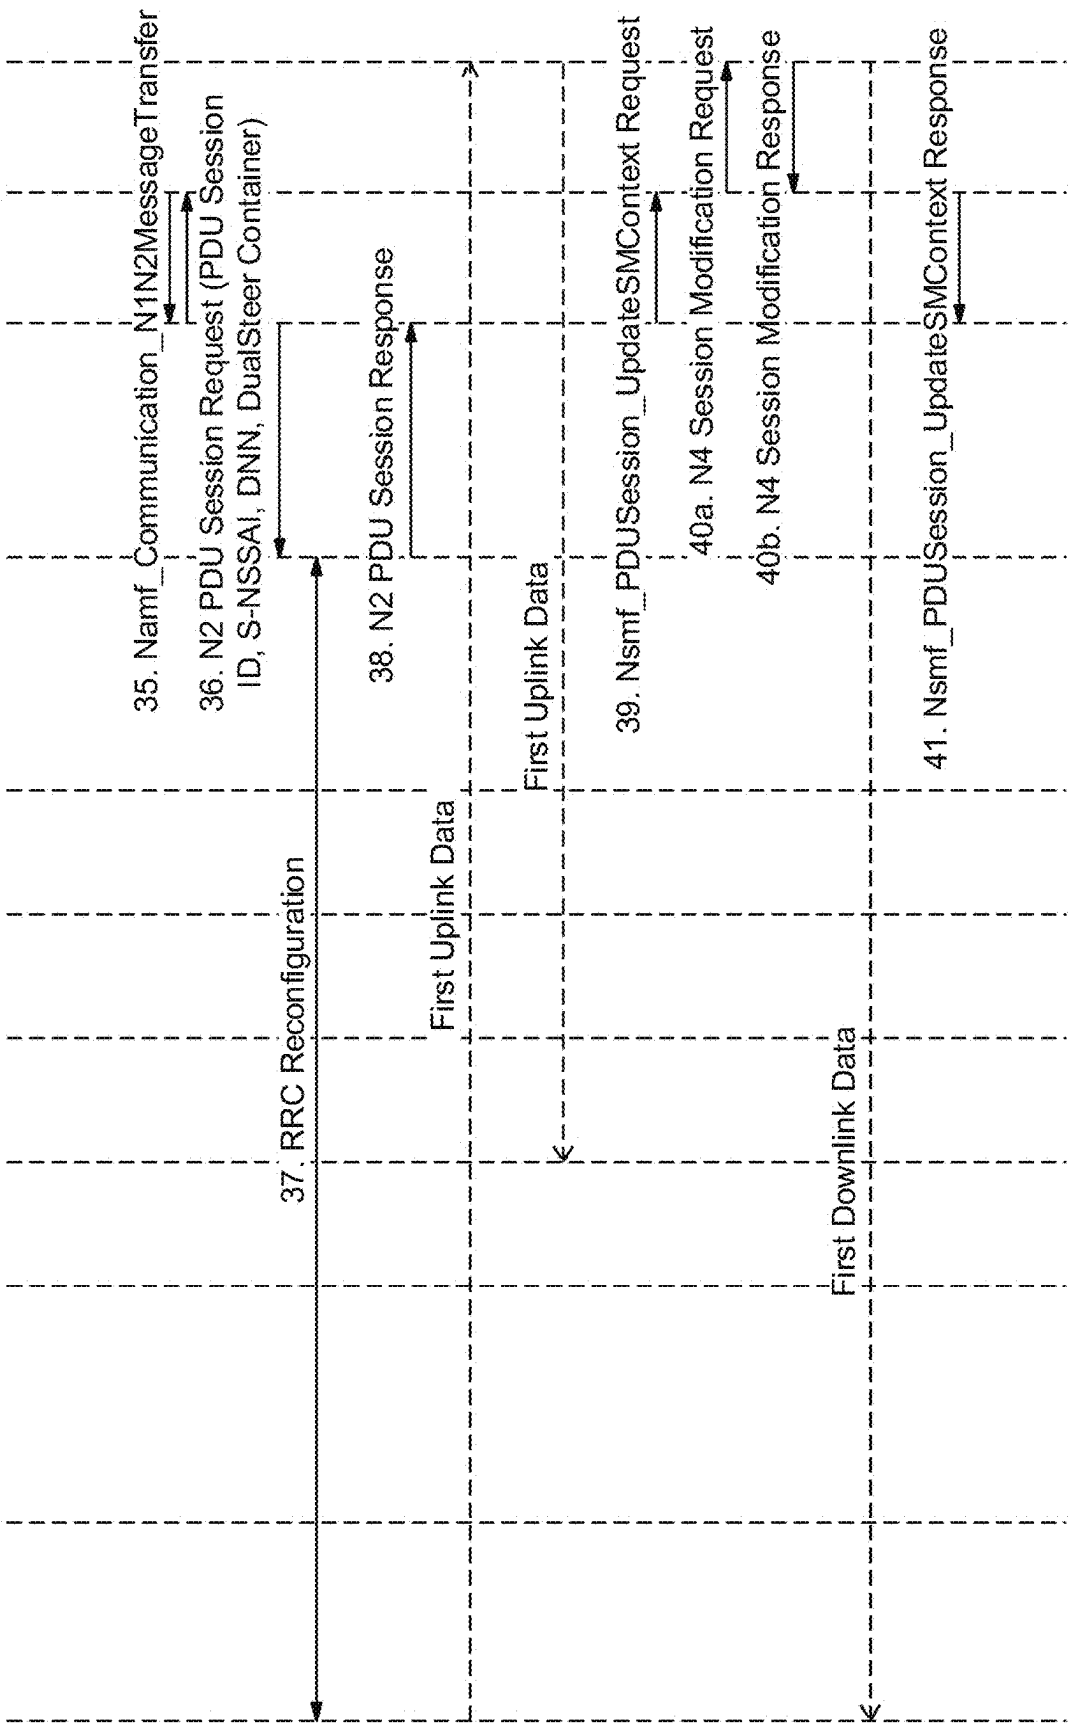 35. Namf_Communication_N1N2MessageTransfer
36. N2 PDU Session Request (PDU Session
ID, S-NSSAI, DNN, DualSteer Container)
37. RRC Reconfiguration
38. N2 PDU Session Response
First Uplink Data
First Uplink Data
39. Nsmf_PDUSession_UpdateSMContext Request
40a. N4 Session Modification Request
40b. N4 Session Modification Response
First Downlink Data
41. Nsmf_PDUSession_UpdateSMContext Response